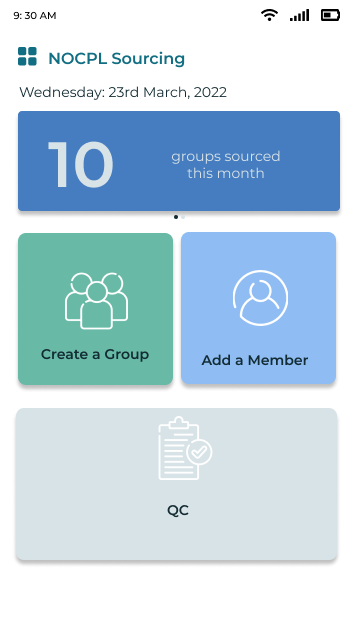 9: 30 AM
NOCPL Sourcing
Wednesday: 23rd March, 2022
10
groups sourced
this month
Create a Group
Add a Member
QC